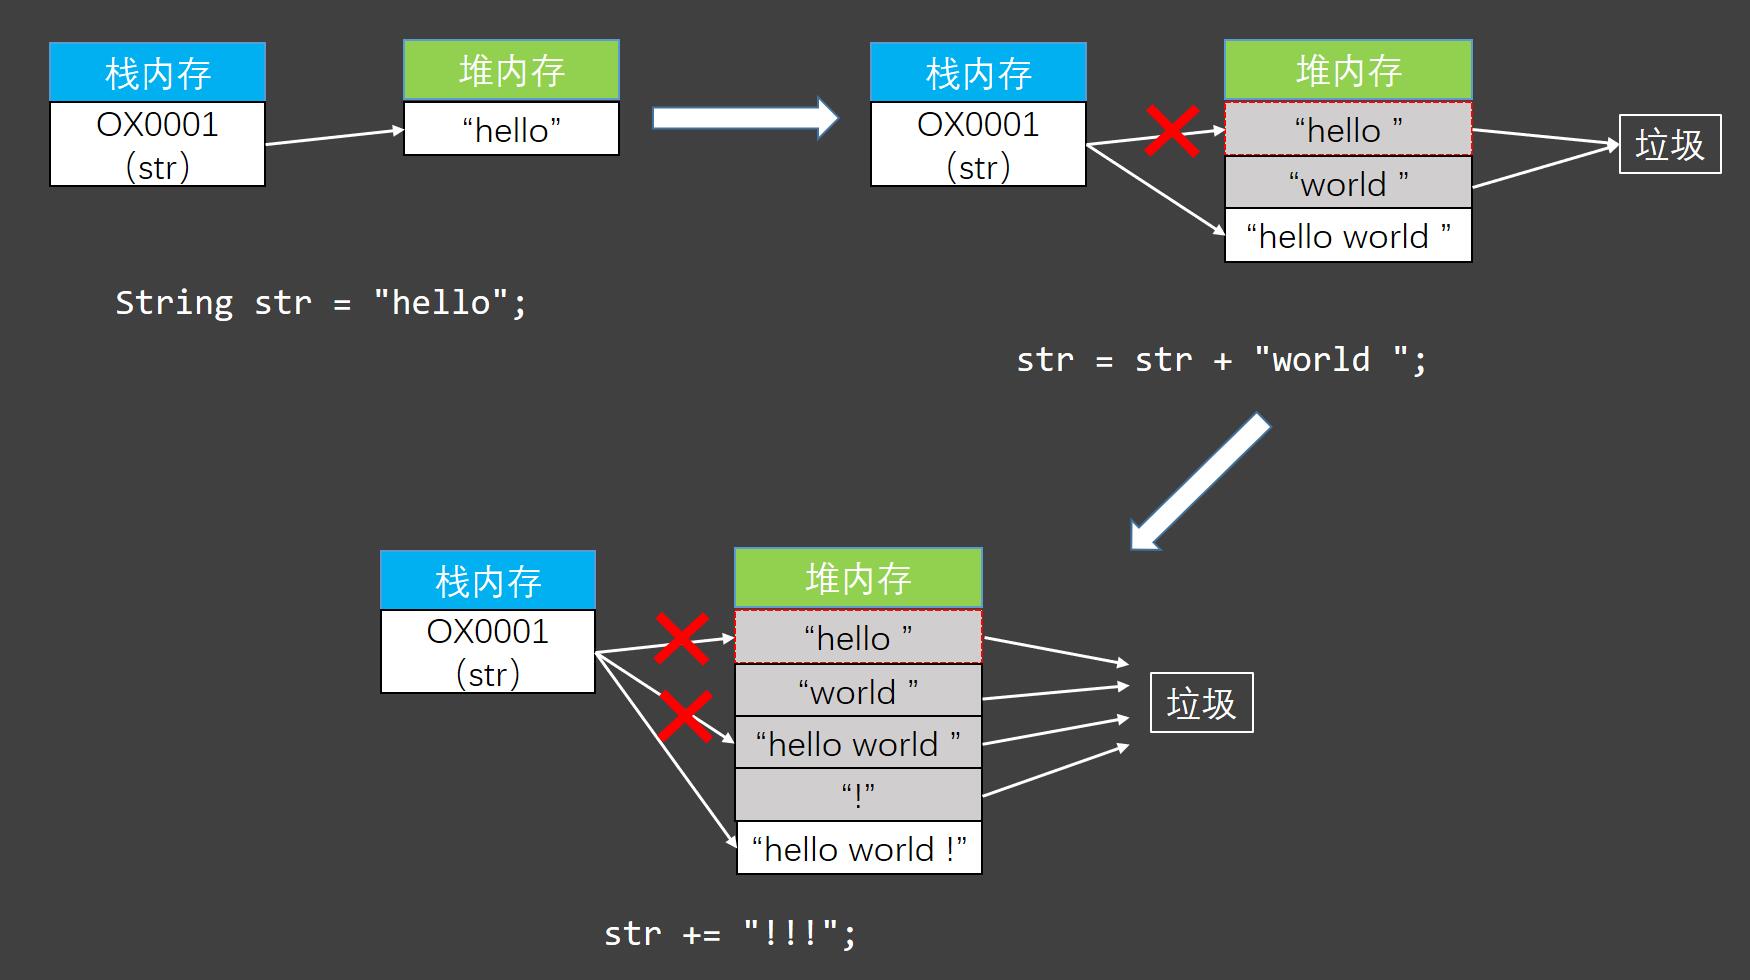 栈内存
堆内存
OX0001
（str）
“hello”
String str = "hello";
栈内存
堆内存
OX0001
（str）
“hello ”
“world ”
“hello world ”
垃圾
str = str + "world ";
栈内存
堆内存
OX0001
（str）
“hello ”
“world ”
“hello world ”
“!”
“hello world !”
垃圾
str += "!!!";